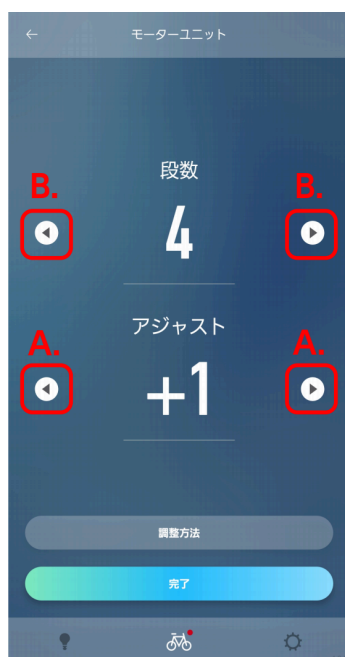 モーターユニット
段数
B. B.
4
アジャスト
A. A.
+1
調整方法
完了